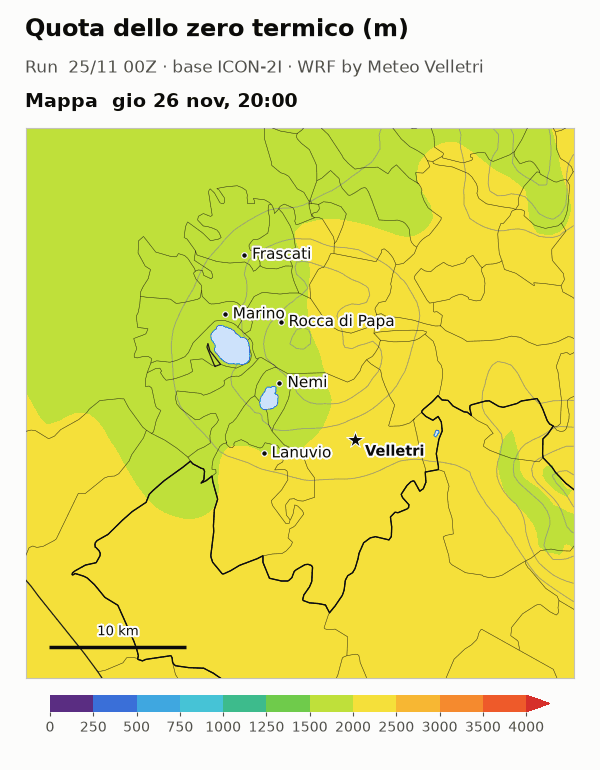 Quota dello zero termico (m)
Run  25/11 00Z · base ICON-2I · WRF by Meteo Velletri
Mappa  gio 26 nov, 20:00
Frascati
Marino
Rocca di Papa
Nemi
Velletri
Lanuvio
10 km
0 250 500 750 1000 1250 1500 2000 2500 3000 3500 4000